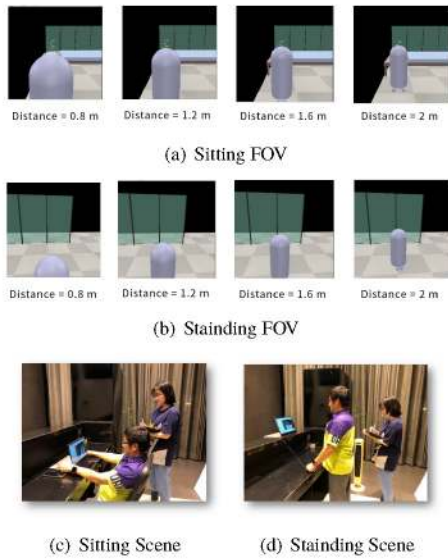 Distance = 0.8 m Distance = 1.2 m Distance = 1.6 m Distance = 2 m
(a) Sitting FOV
Distance = 0.8 m Distance = 1.2 m Distance = 1.6 m Distance = 2 m
(b) Stainding FOV
(c) Sitting Scene (d) Stainding Scene